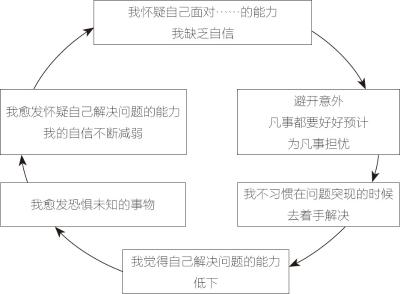 我怀疑自己面对……的能力
我缺乏自信
避开意外
凡事都要好好预计
为凡事担忧
我不习惯在问题突现的时候
去着手解决
我觉得自己解决问题的能力
低下
我愈发恐惧未知的事物
我愈发怀疑自己解决问题的能力
我的自信不断减弱